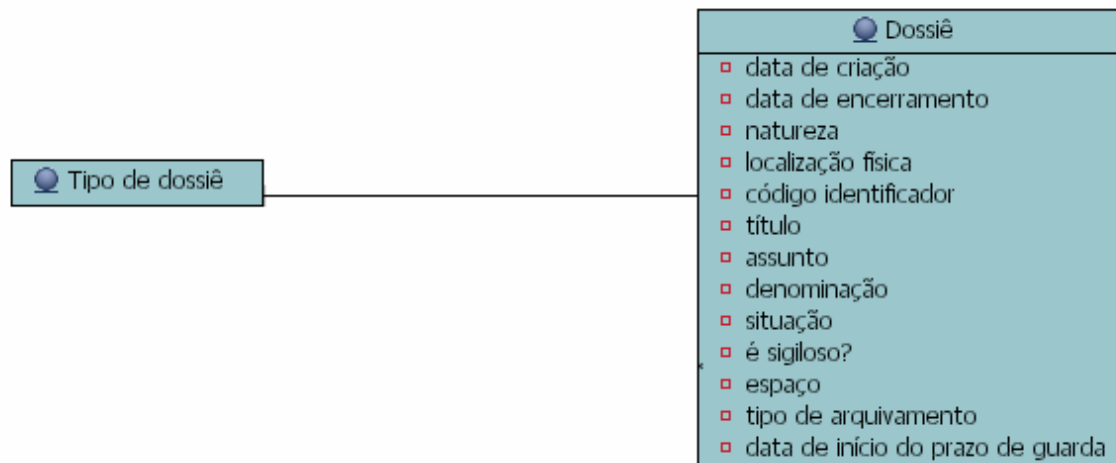 Dossiê
data de criação
data de encerramento
natureza
localização física
código identificador
título
assunto
denominação
situação
é sigiloso?
espaço
tipo de arquivamento
data de início do prazo de guarda
Tipo de dossiê
*